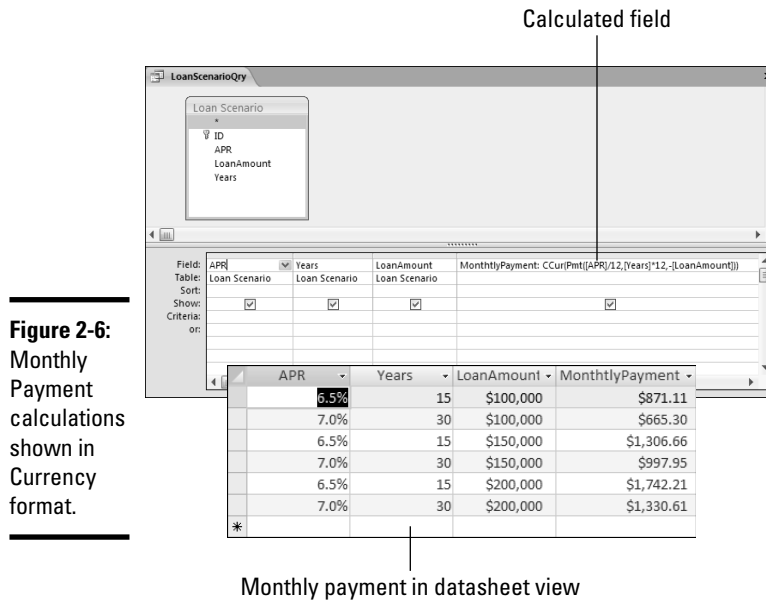 Calculated field
LoanScenarioQry
Loan Scenario
*
ID
APR
LoanAmount
Years
Field: APR Years LoanAmount MonthtlyPayment: CCur(Pmt([APR]/12,[Years]*12,-[LoanAmount]))
Table: Loan Scenario Loan Scenario Loan Scenario
Sort:
Show:
Criteria:
or:
APR Years LoanAmount MonthtlyPayment
6.5% 15 $100,000 $871.11
7.0% 30 $100,000 $665.30
6.5% 15 $150,000 $1,306.66
7.0% 30 $150,000 $997.95
6.5% 15 $200,000 $1,742.21
7.0% 30 $200,000 $1,330.61
*
Figure 2-6:
Monthly
Payment
calculations
shown in
Currency
format.
Monthly payment in datasheet view